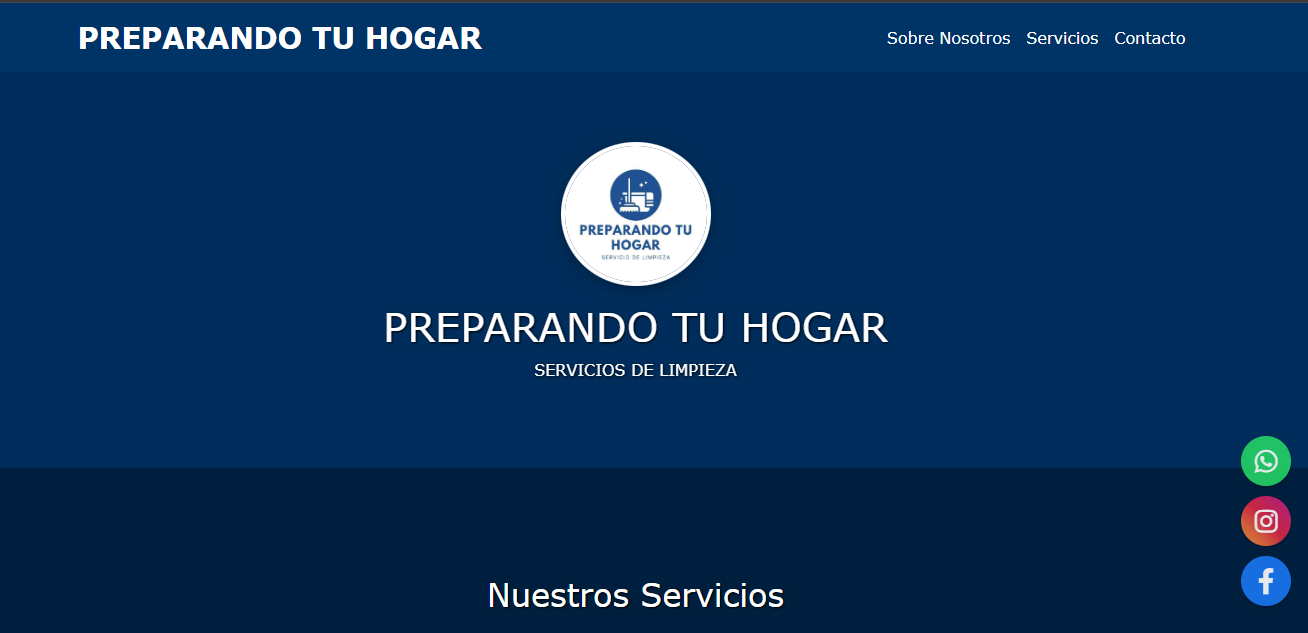 PREPARANDO TU HOGAR
Sobre Nosotros Servicios Contacto
PREPARANDO TU
HOGAR
SERVICIO DE LIMPIEZA
PREPARANDO TU HOGAR
SERVICIOS DE LIMPIEZA
Nuestros Servicios